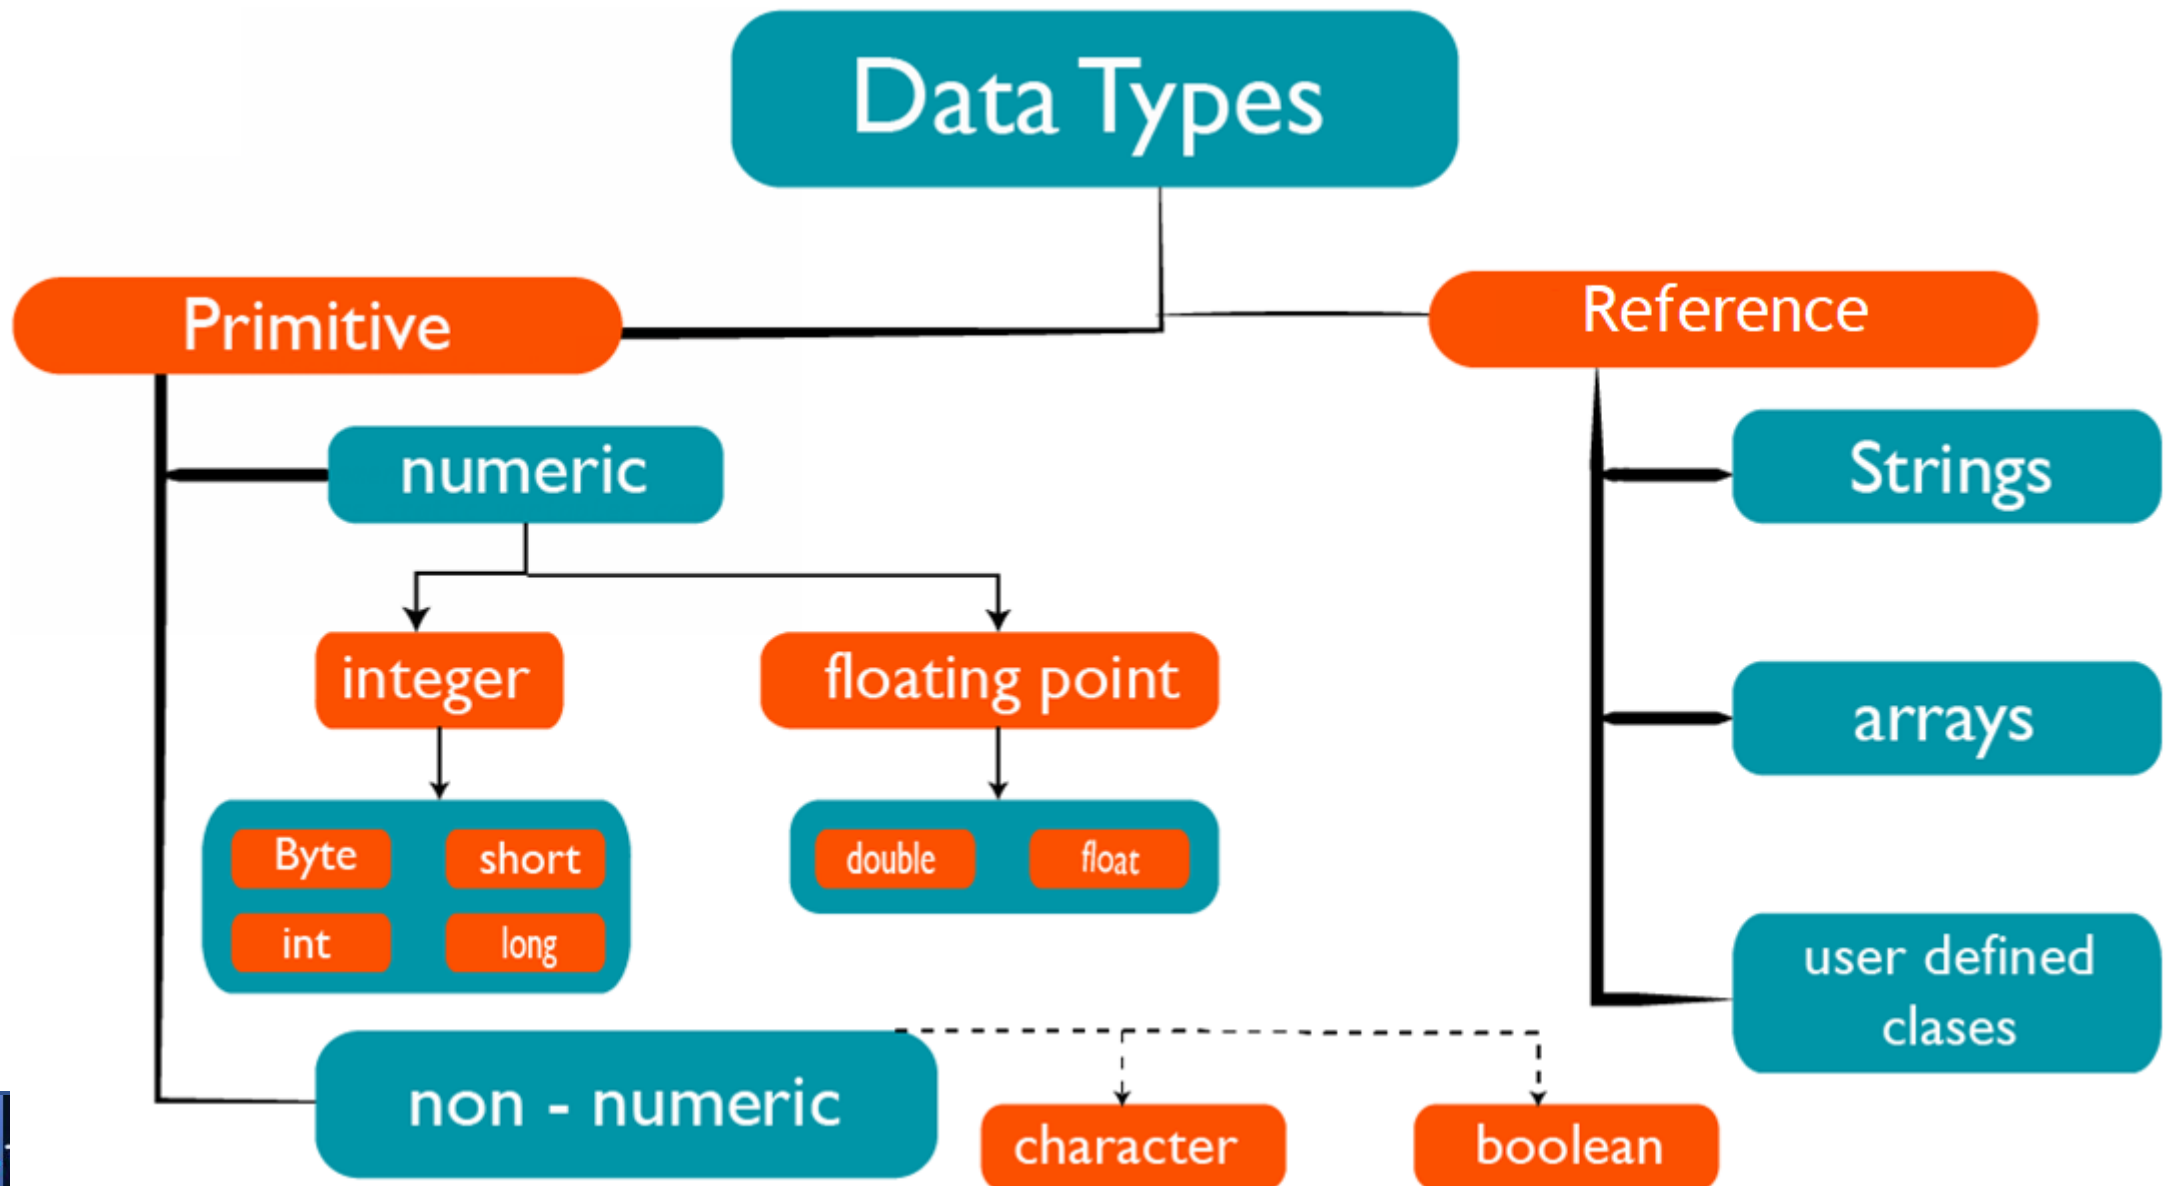 Data Types
Primitive
Reference
numeric
Strings
integer
floating point
arrays
Byte
short
double
float
int
long
user defined
clases
non - numeric
character
boolean